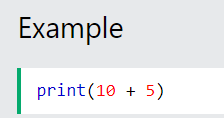 Example
print(10 + 5)